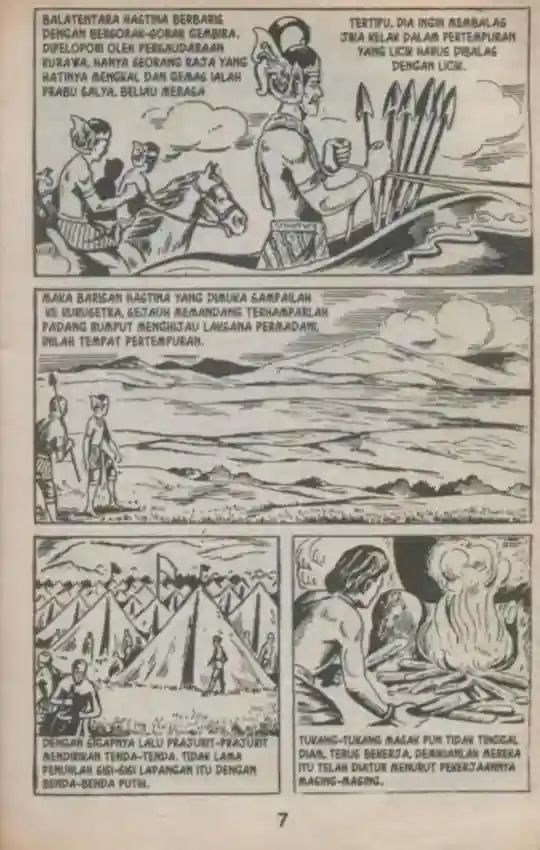 BALATENTARA HASTINA BERBARIS
DENGAN BERSORAK-SORAK GEMBIRA.
DIPELOPORI OLEH PERSAUDARAAN
KURAWA. HANYA SEORANG RAJA YANG
HATINYA MENGKAL DAN GEMAS IALAH
PRABU SALYA. BELIAU MERASA
TERTIPU. DIA INGIN MEMBALAS
JIKA KELAK DALAM PERTEMPURAN
YANG LICIK HARUS DIBALAS
DENGAN LICIK.
MAKA BARISAN HASTINA YANG DIMUKA SAMPAILAH
KE KURUSETRA, SEJAUH MEMANDANG TERHAMPARLAH
PADANG RUMPUT MENGHIJAU LAKSANA PERMADANI,
INILAH TEMPAT PERTEMPURAN.
DENGAN SIGAPNYA LALU PRAJURIT-PRAJURIT
MENDIRIKAN TENDA-TENDA. TIDAK LAMA
PENUHLAH SISI-SISI LAPANGAN ITU DENGAN
BENDA-BENDA PUTIH.
TUKANG-TUKANG MASAK PUN TIDAK TINGGAL
DIAM, TERUS BEKERJA, DEMIKIANLAH MEREKA
ITU TELAH DIATUR MENURUT PEKERJAANNYA
MASING-MASING.
7